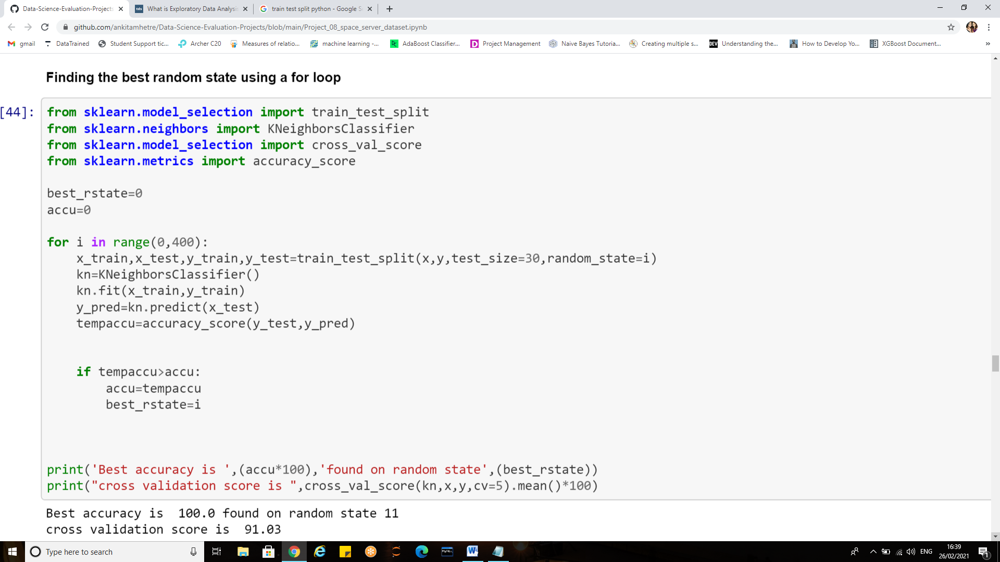 Data-Science-Evaluation-Projects
What is Exploratory Data Analysis
train test split python - Google S
github.com/ankitamhetre/Data-Science-Evaluation-Projects/blob/main/Project_08_space_server_dataset.ipynb
gmail
DataTrained
Student Support tic...
Archer C20
Measures of relatio...
machine learning -...
AdaBoost Classifier...
Project Management
Naive Bayes Tutoria...
Creating multiple s...
DEV
Understanding the...
How to Develop Yo...
XGBoost Document...
Finding the best random state using a for loop
[44]:
from sklearn.model_selection import train_test_split
from sklearn.neighbors import KNeighborsClassifier
from sklearn.model_selection import cross_val_score
from sklearn.metrics import accuracy_score
best_rstate=0
accu=0
for i in range(0,400):
x_train,x_test,y_train,y_test=train_test_split(x,y,test_size=30,random_state=i)
kn=KNeighborsClassifier()
kn.fit(x_train,y_train)
y_pred=kn.predict(x_test)
tempaccu=accuracy_score(y_test,y_pred)
if tempaccu>accu:
accu=tempaccu
best_rstate=i
print('Best accuracy is ',(accu*100),'found on random state',(best_rstate))
print("cross validation score is ",cross_val_score(kn,x,y,cv=5).mean()*100)
Best accuracy is  100.0 found on random state 11
cross validation score is  91.03
Type here to search
ENG
16:39
26/02/2021
1